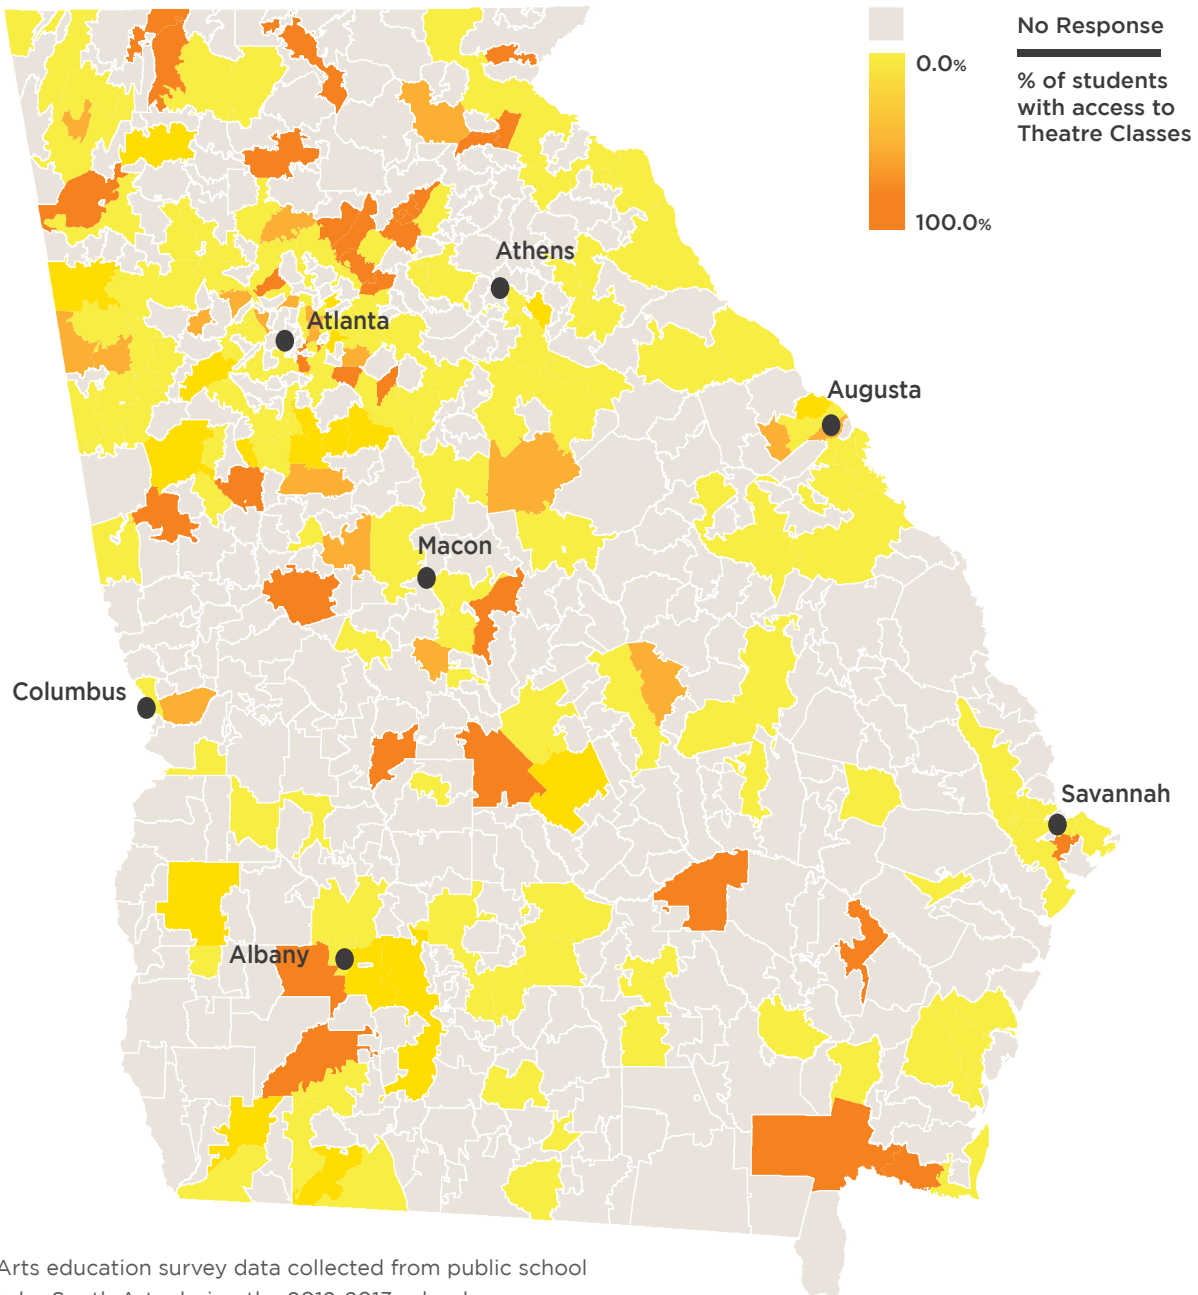 No Response
0.0%
% of students
with access to
Theatre Classes
100.0%
Athens
Atlanta
Augusta
Macon
Columbus
Savannah
Albany
Arts education survey data collected from public school